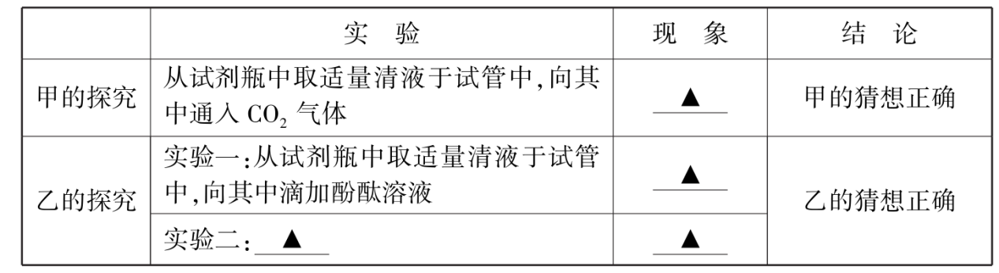 实 验 现 象 结 论
甲的探究 从试剂瓶中取适量清液于试管中,向其
中通入 CO₂ 气体 ▲ 甲的猜想正确
乙的探究 实验一:从试剂瓶中取适量清液于试管
中,向其中滴加酚酞溶液 ▲ 乙的猜想正确
实验二: ▲ ▲